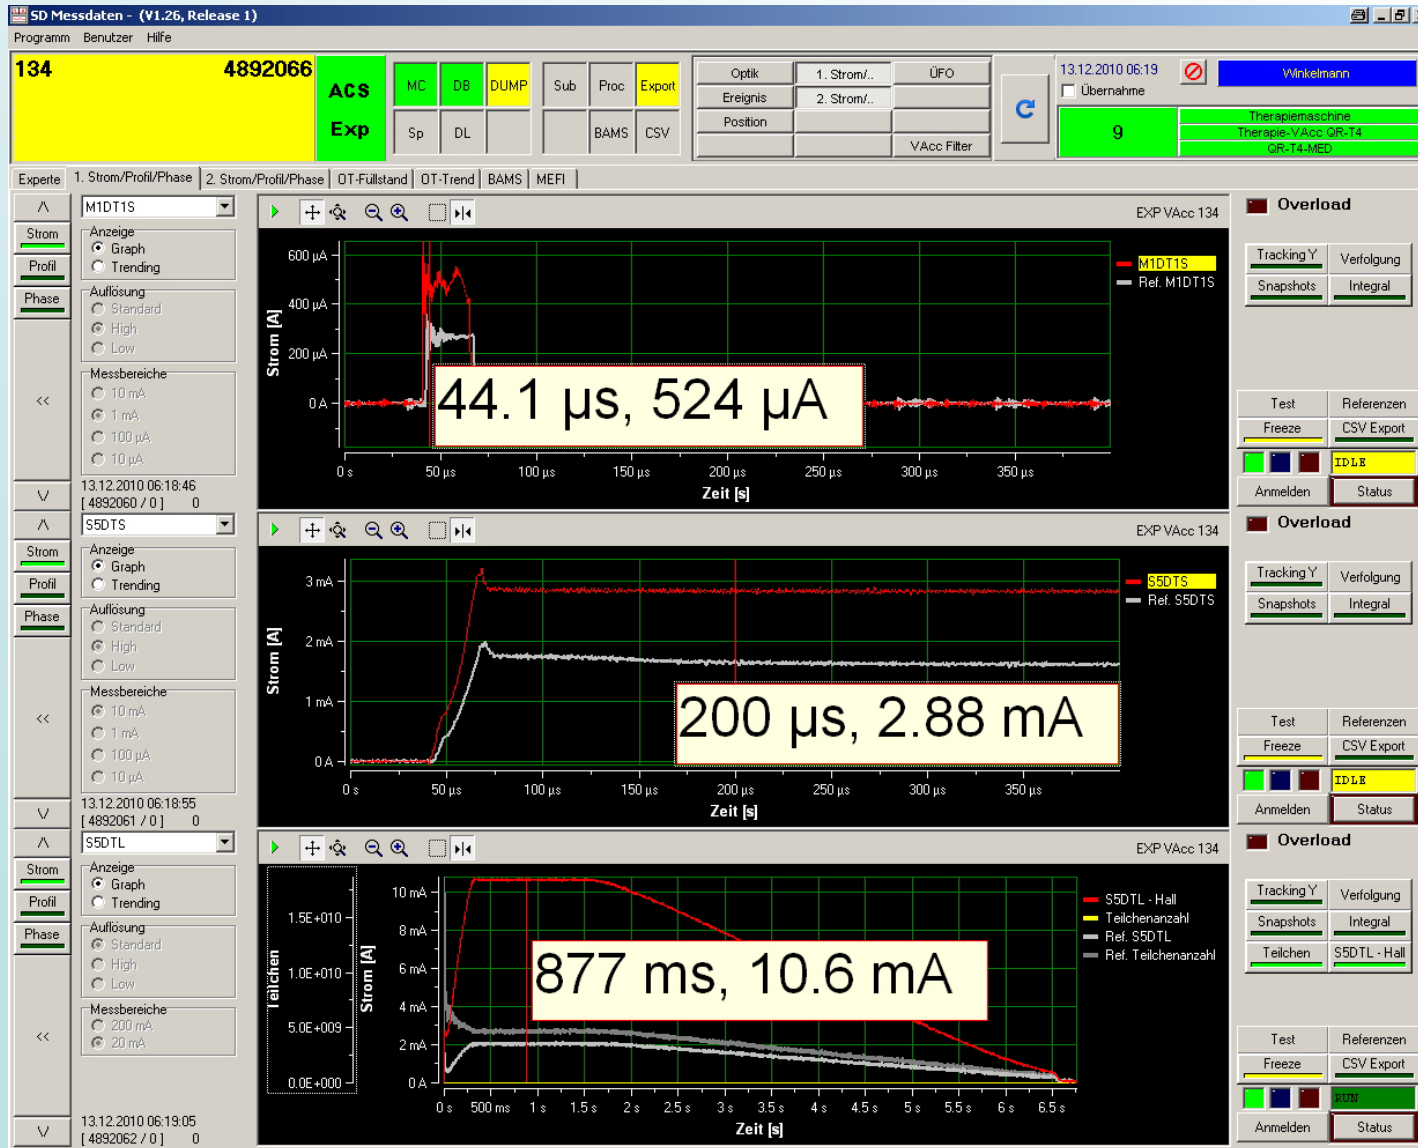 SD Messdaten - (V1.26, Release 1)
Programm Benutzer Hilfe
134 4892066
ACS
Exp
MC DB DUMP
Sp DL
Sub Proc Export
BAMS CSV
Optik 1. Strom/.. ÜFO
Ereignis 2. Strom/..
Position
VAcc Filter
13.12.2010 06:19
Übernahme
Winkelmann
9
Therapiemaschine
Therapie-VAcc QR-T4
QR-T4-MED
Experte 1. Strom/Profil/Phase 2. Strom/Profil/Phase OT-Füllstand OT-Trend BAMS MEFI
/\
Strom
Profil
Phase
<<
\/
M1DT1S
Anzeige
Graph
Trending
Auflösung
Standard
High
Low
Messbereiche
10 mA
1 mA
100 µA
10 µA
13.12.2010 06:18:46
[ 4892060 / 0 ] 0
EXP VAcc 134
Strom [A]
600 µA
400 µA
200 µA
0 A
M1DT1S
Ref. M1DT1S
44.1 µs, 524 µA
0 s 50 µs 100 µs 150 µs 200 µs 250 µs 300 µs 350 µs
Zeit [s]
Overload
Tracking Y Verfolgung
Snapshots Integral
Test Referenzen
Freeze CSV Export
IDLE
Anmelden Status
/\
Strom
Profil
Phase
<<
\/
S5DTS
Anzeige
Graph
Trending
Auflösung
Standard
High
Low
Messbereiche
10 mA
1 mA
100 µA
10 µA
13.12.2010 06:18:55
[ 4892061 / 0 ] 0
EXP VAcc 134
Strom [A]
3 mA
2 mA
1 mA
0 A
S5DTS
Ref. S5DTS
200 µs, 2.88 mA
0 s 50 µs 100 µs 150 µs 200 µs 250 µs 300 µs 350 µs
Zeit [s]
Overload
Tracking Y Verfolgung
Snapshots Integral
Test Referenzen
Freeze CSV Export
IDLE
Anmelden Status
/\
Strom
Profil
Phase
<<
\/
S5DTL
Anzeige
Graph
Trending
Auflösung
Standard
High
Low
Messbereiche
200 mA
20 mA
13.12.2010 06:19:05
[ 4892062 / 0 ] 0
EXP VAcc 134
Teilchen
1.5E+010
1.0E+010
5.0E+009
0.0E+000
Strom [A]
10 mA
8 mA
6 mA
4 mA
2 mA
0 A
S5DTL - Hall
Teilchenanzahl
Ref. S5DTL
Ref. Teilchenanzahl
877 ms, 10.6 mA
0 s 500 ms 1 s 1.5 s 2 s 2.5 s 3 s 3.5 s 4 s 4.5 s 5 s 5.5 s 6 s 6.5 s
Zeit [s]
Overload
Tracking Y Verfolgung
Snapshots Integral
Teilchen S5DTL - Hall
Test Referenzen
Freeze CSV Export
RUN
Anmelden Status